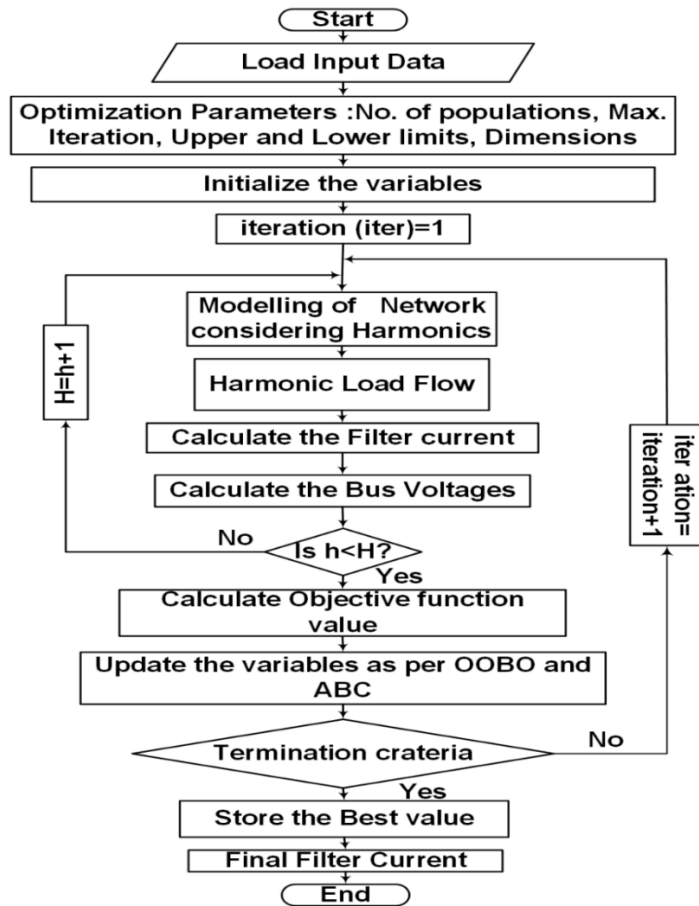 Start
Load Input Data
Optimization Parameters :No. of populations, Max.
Iteration, Upper and Lower limits, Dimensions
Initialize the variables
iteration (iter)=1
Modelling of Network
considering Harmonics
H=h+1
Harmonic Load Flow
Calculate the Filter current
iter ation=
iteration+1
Calculate the Bus Voltages
No
Is h<H?
Yes
Calculate Objective function
value
Update the variables as per OOBO and
ABC
Termination crateria
No
Yes
Store the Best value
Final Filter Current
End